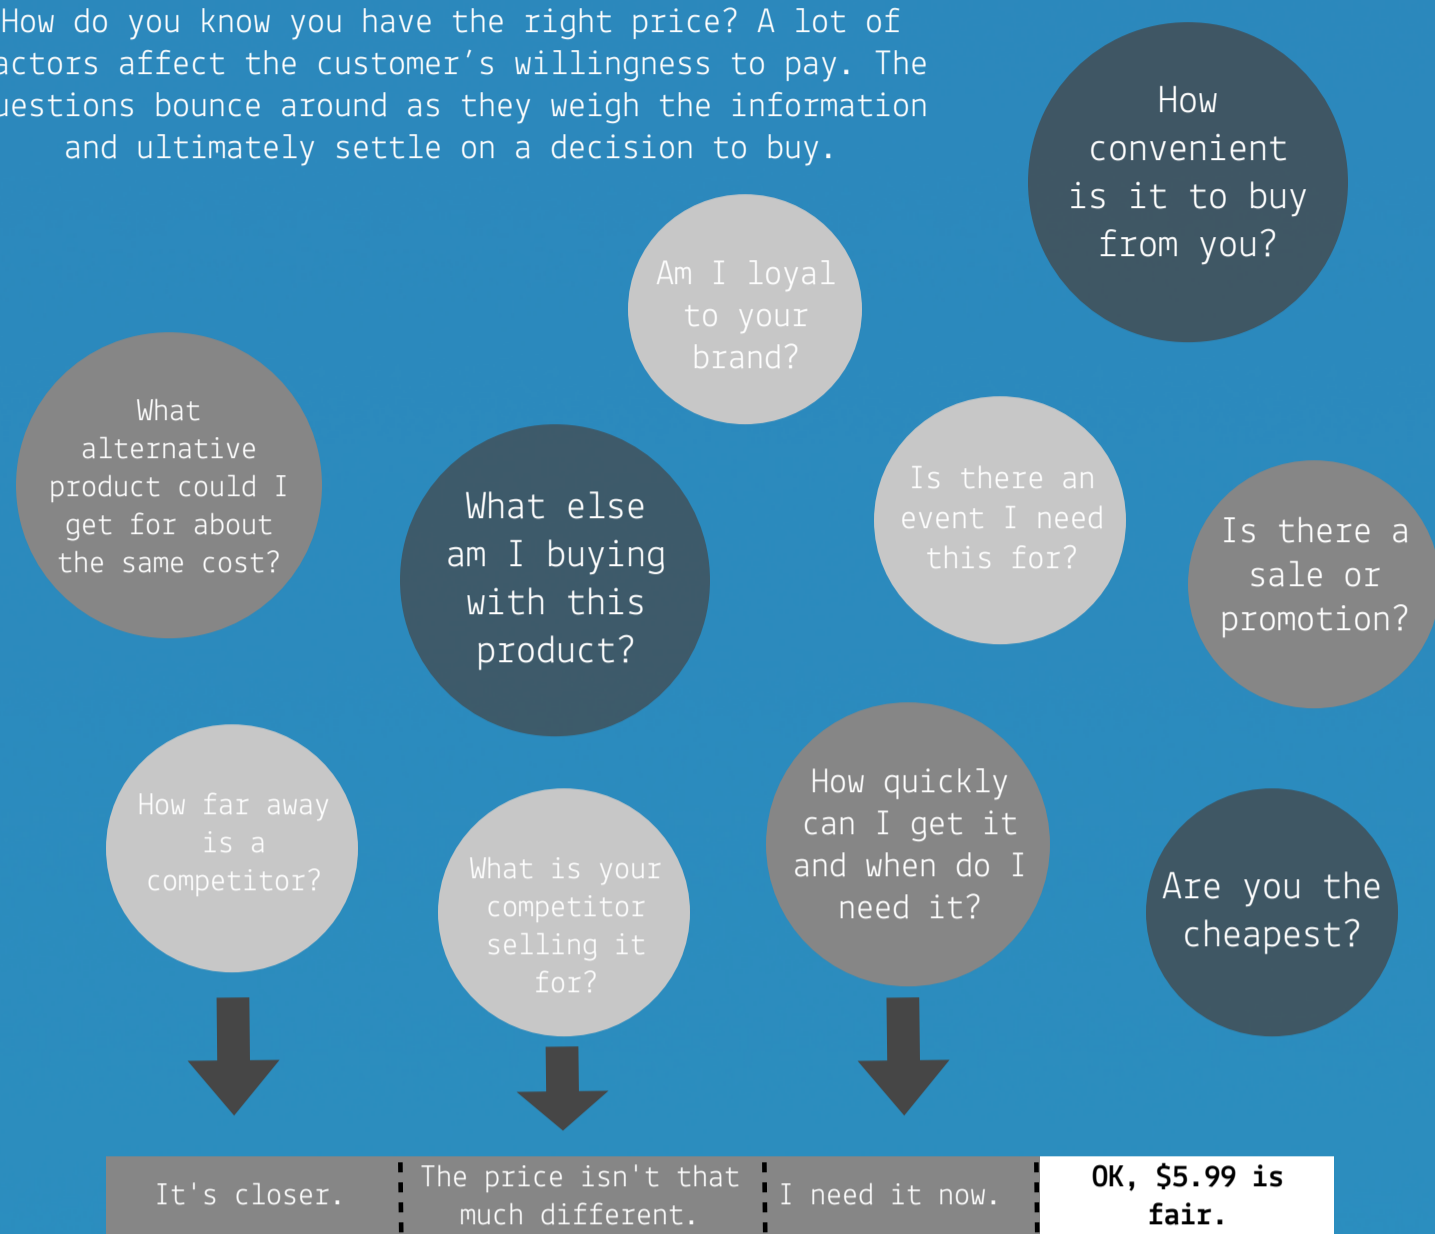 How do you know you have the right price? A lot of
actors affect the customer’s willingness to pay. The
uestions bounce around as they weigh the information
and ultimately settle on a decision to buy.
How
convenient
is it to buy
from you?
Am I loyal
to your
brand?
What
alternative
product could I
get for about
the same cost?
What else
am I buying
with this
product?
Is there an
event I need
this for?
Is there a
sale or
promotion?
How far away
is a
competitor?
What is your
competitor
selling it
for?
How quickly
can I get it
and when do I
need it?
Are you the
cheapest?
It's closer.
The price isn't that
much different.
I need it now.
OK, $5.99 is
fair.